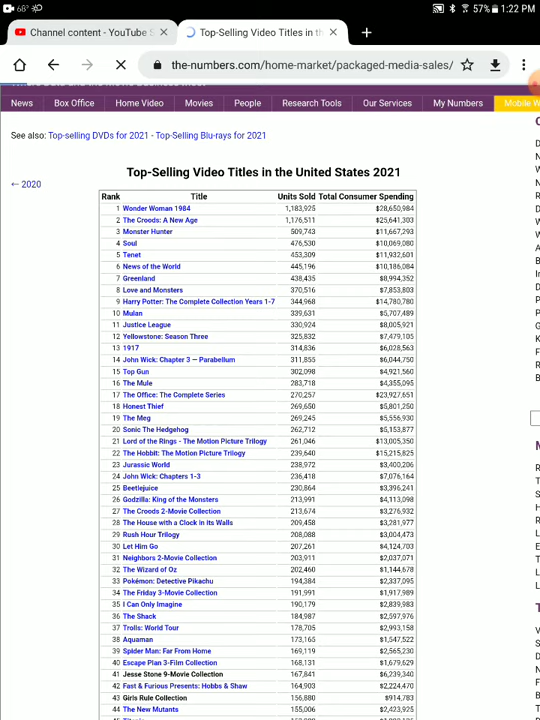 68° 57% 1:22 PM
Channel content - YouTube S × Top-Selling Video Titles in th × +
the-numbers.com/home-market/packaged-media-sales/
News Box Office Home Video Movies People Research Tools Our Services My Numbers Mobile W
See also: Top-selling DVDs for 2021 - Top-Selling Blu-rays for 2021
Top-Selling Video Titles in the United States 2021
← 2020
Rank Title Units Sold Total Consumer Spending
1 Wonder Woman 1984 1,183,925 $28,650,984
2 The Croods: A New Age 1,176,511 $25,641,303
3 Monster Hunter 509,743 $11,667,293
4 Soul 476,530 $10,069,080
5 Tenet 453,309 $11,932,601
6 News of the World 445,196 $10,186,084
7 Greenland 438,435 $8,994,352
8 Love and Monsters 370,516 $7,853,803
9 Harry Potter: The Complete Collection Years 1-7 344,968 $14,780,780
10 Mulan 339,631 $5,707,489
11 Justice League 330,924 $8,005,921
12 Yellowstone: Season Three 325,832 $7,479,105
13 1917 314,836 $6,028,563
14 John Wick: Chapter 3 — Parabellum 311,855 $6,044,750
15 Top Gun 302,098 $4,921,560
16 The Mule 283,718 $4,355,095
17 The Office: The Complete Series 270,257 $23,927,651
18 Honest Thief 269,650 $5,801,250
19 The Meg 269,245 $5,556,930
20 Sonic The Hedgehog 262,712 $5,153,877
21 Lord of the Rings - The Motion Picture Trilogy 261,046 $13,005,350
22 The Hobbit: The Motion Picture Trilogy 239,640 $15,215,825
23 Jurassic World 238,972 $3,400,206
24 John Wick: Chapters 1-3 236,418 $7,076,164
25 Beetlejuice 230,864 $3,396,241
26 Godzilla: King of the Monsters 213,991 $4,113,098
27 The Croods 2-Movie Collection 213,674 $3,276,932
28 The House with a Clock in its Walls 209,458 $3,281,977
29 Rush Hour Trilogy 208,088 $3,004,473
30 Let Him Go 207,261 $4,124,703
31 Neighbors 2-Movie Collection 203,911 $2,037,071
32 The Wizard of Oz 202,460 $1,144,678
33 Pokémon: Detective Pikachu 194,384 $2,337,095
34 The Friday 3-Movie Collection 191,991 $1,917,989
35 I Can Only Imagine 190,179 $2,839,983
36 The Shack 184,987 $2,597,976
37 Trolls: World Tour 178,705 $2,993,158
38 Aquaman 173,165 $1,547,522
39 Spider Man: Far From Home 169,119 $2,565,230
40 Escape Plan 3-Film Collection 168,131 $1,679,629
41 Jesse Stone 9-Movie Collection 167,841 $6,239,340
42 Fast & Furious Presents: Hobbs & Shaw 164,903 $2,224,470
43 Girls Rule Collection 156,880 $914,783
44 The New Mutants 155,006 $2,423,925